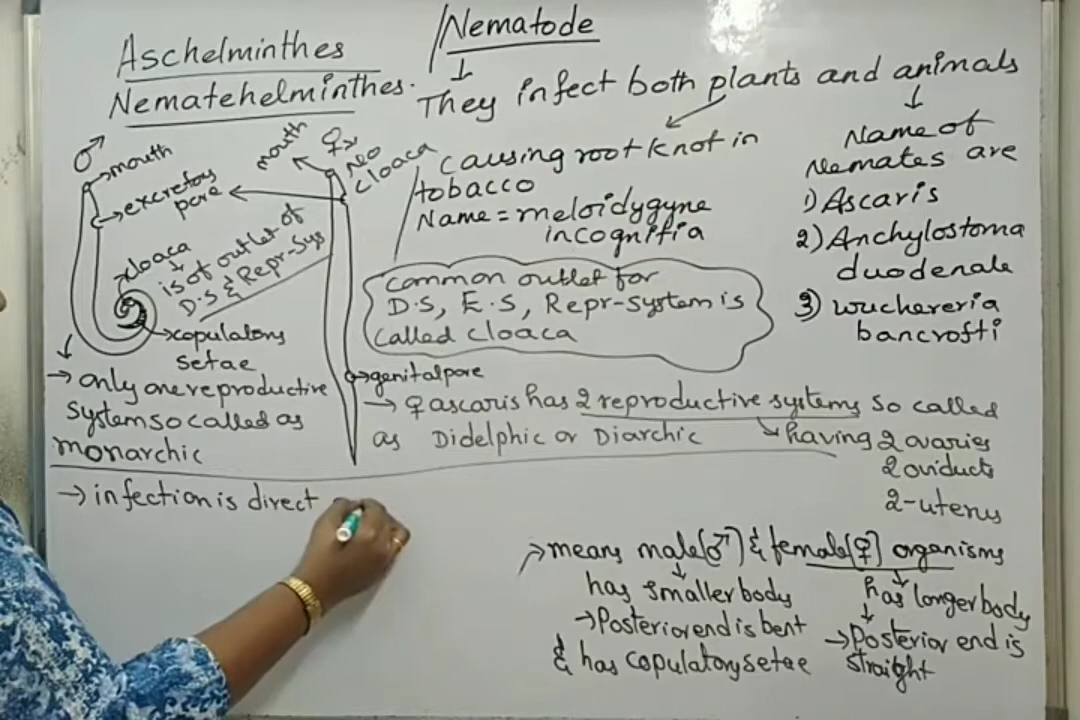 Aschelminthes
Nematehelminthes.
/Nematode
↓
They infect both plants and animals
causing root knot in
tobacco
Name = meloidygyne
incognitia
Name of
Nemates are
1) Ascaris
2) Anchylostoma
duodenale
3) Wuchereria
bancrofti
♂
mouth
excretory
pore
cloaca
is of outlet of
D.S & Repr-Sys
copulatory
setae
mouth
♀
No
cloaca
common outlet for
D.S, E.S, Repr-System is
called cloaca
genital pore
→ only one reproductive
System so called as
monarchic
→ ♀ ascaris has 2 reproductive systems so called
as Didelphic or Diarchic
having 2 ovaries
2 oviducts
2-uterus
→ infection is direct
→ means male(♂) & female(♀) organisms
has smaller body
→ Posterior end is bent
& has copulatory setae
has longer body
→ Posterior end is
straight